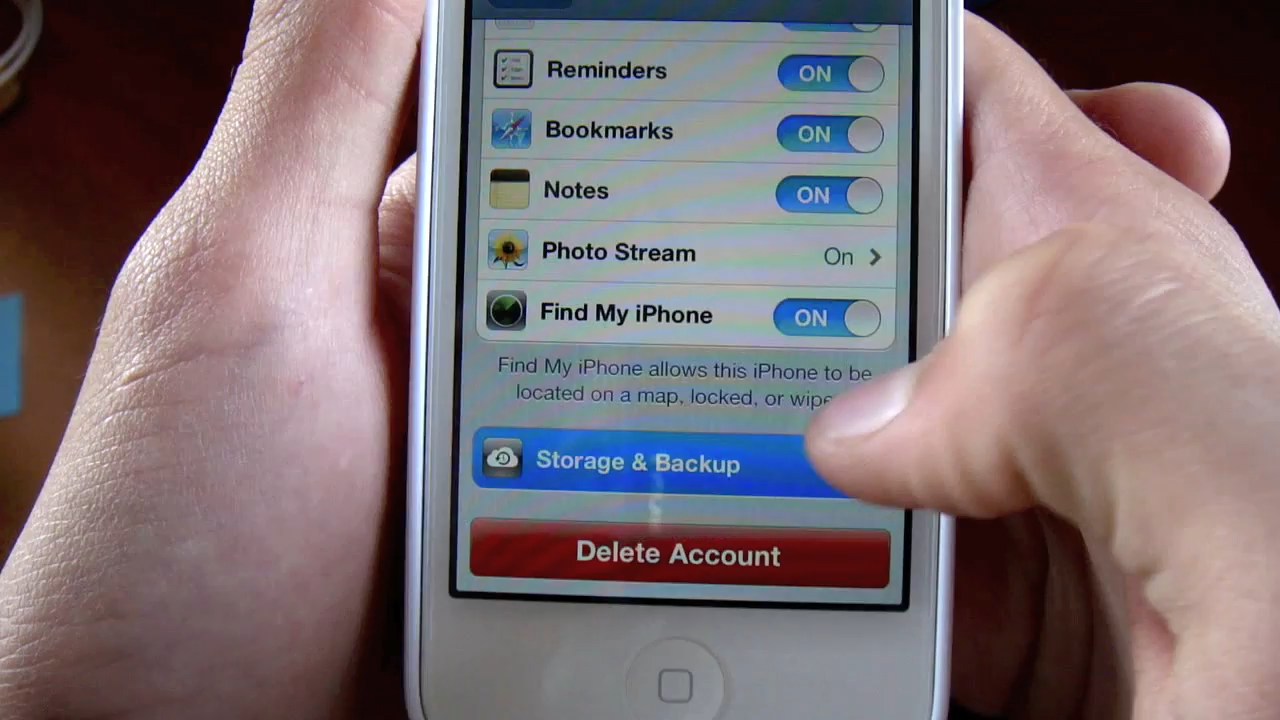 Reminders ON
Bookmarks ON
Notes ON
Photo Stream On
Find My iPhone ON
Find My iPhone allows this iPhone to be
located on a map, locked, or
Storage & Backup
Delete Account